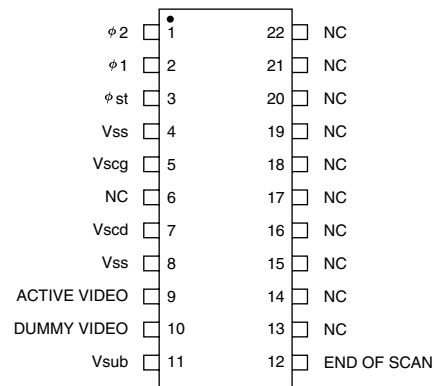 φ2 1 22 NC
φ1 2 21 NC
φst 3 20 NC
Vss 4 19 NC
Vscg 5 18 NC
NC 6 17 NC
Vscd 7 16 NC
Vss 8 15 NC
ACTIVE VIDEO 9 14 NC
DUMMY VIDEO 10 13 NC
Vsub 11 12 END OF SCAN